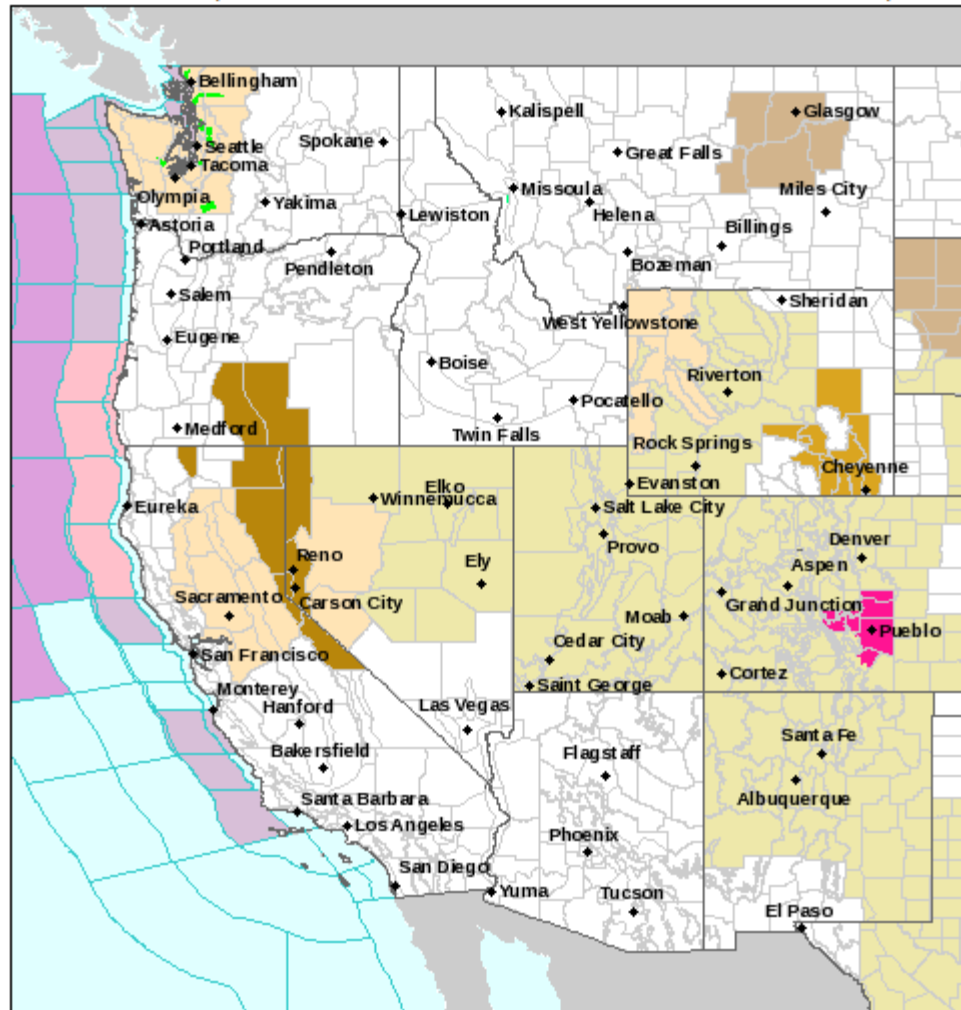 Bellingham
Kalispell
Glasgow
Spokane
Seattle
Great Falls
Tacoma
Miles City
Missoula
Olympia
Yakima
Lewiston
Helena
Astoria
Billings
Portland
Pendleton
Bozeman
Salem
Sheridan
West Yellowstone
Eugene
Boise
Riverton
Pocatello
Medford
Twin Falls
Rock Springs
Cheyenne
Evanston
Elko
Winnemucca
Eureka
Salt Lake City
Denver
Provo
Reno
Ely
Aspen
Sacramento
Carson City
Grand Junction
Moab
Pueblo
Cedar City
San Francisco
Cortez
Saint George
Monterey
Hanford
Las Vegas
Santa Fe
Bakersfield
Flagstaff
Albuquerque
Santa Barbara
Los Angeles
Phoenix
San Diego
Yuma
Tucson
El Paso